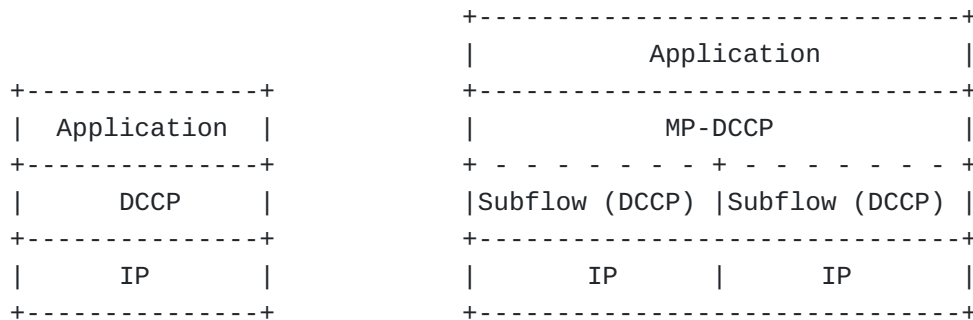 Application
Application
MP-DCCP
DCCP
Subflow (DCCP) Subflow (DCCP)
IP
IP IP